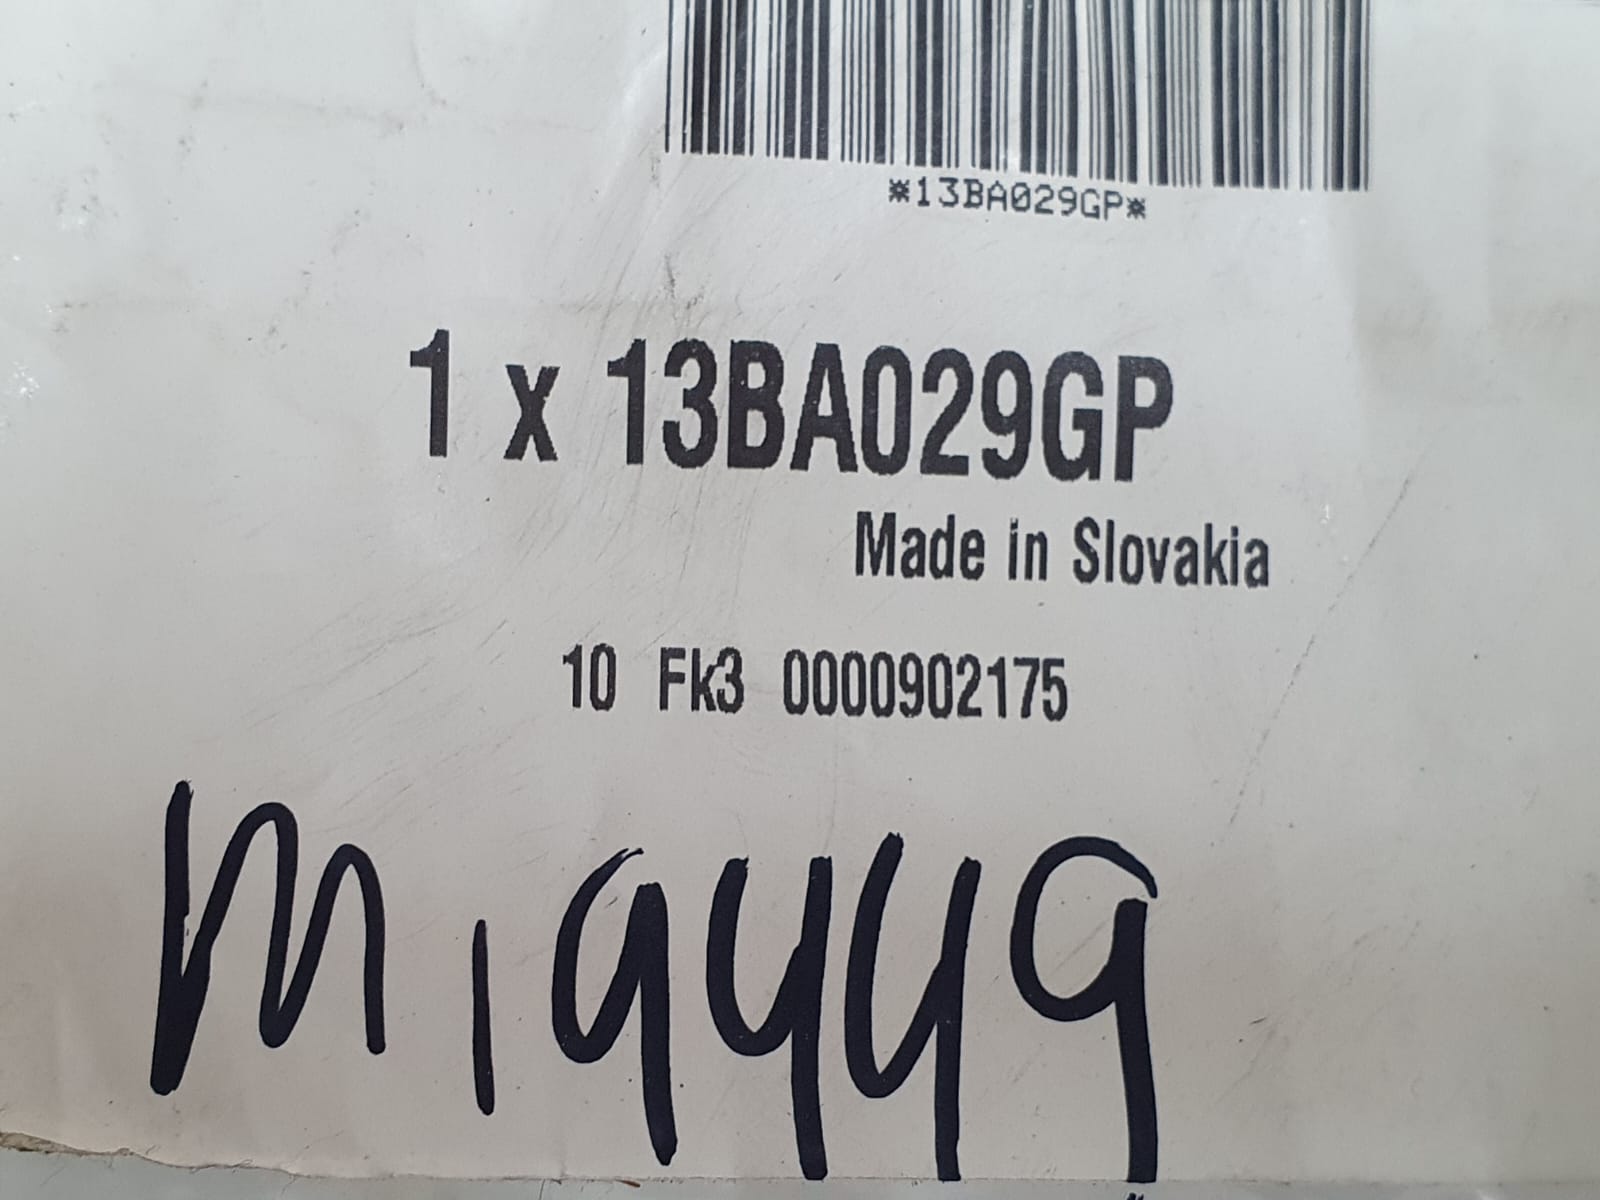 *13BA029GP*
1 x 13BA029GP
Made in Slovakia
10 Fk3 0000902175
M19449